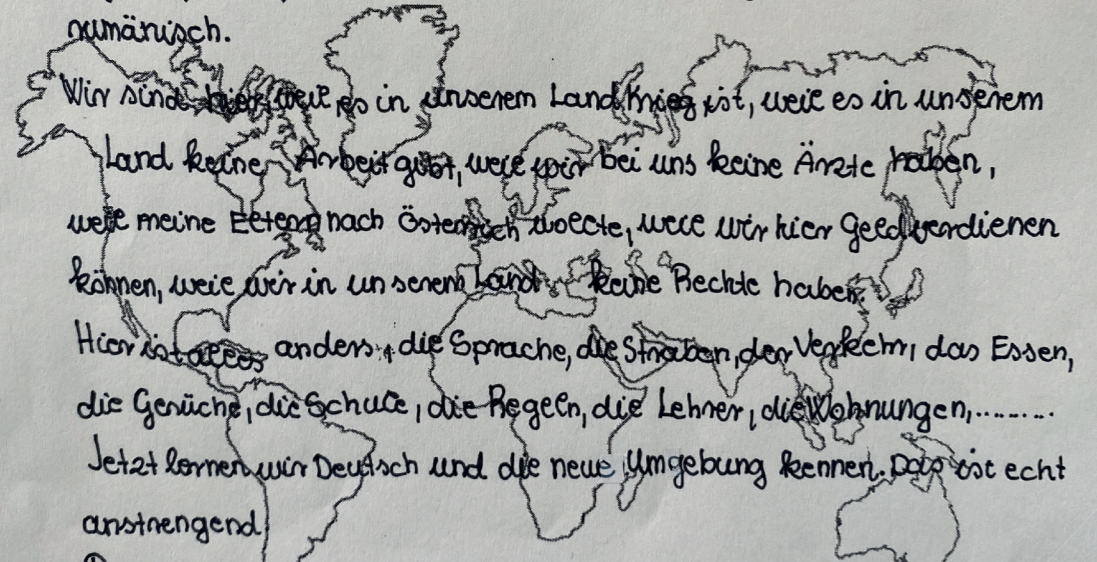 rumänisch.
Wir sind hier, weil es in unserem Land Krieg ist, weil es in unserem
Land keine Arbeit gibt, weil wir bei uns keine Ärzte haben,
weil meine Eltern nach Österreich wollte, weil wir hier Geld verdienen
können, weil wir in unserem Land keine Rechte haben.
Hier ist alles anders, die Sprache, die Straßen, der Verkehr, das Essen,
die Gerüche, die Schule, die Regeln, die Lehrer, die Wohnungen,.........
Jetzt lernen wir Deutsch und die neue Umgebung kennen. Das ist echt
anstrengend